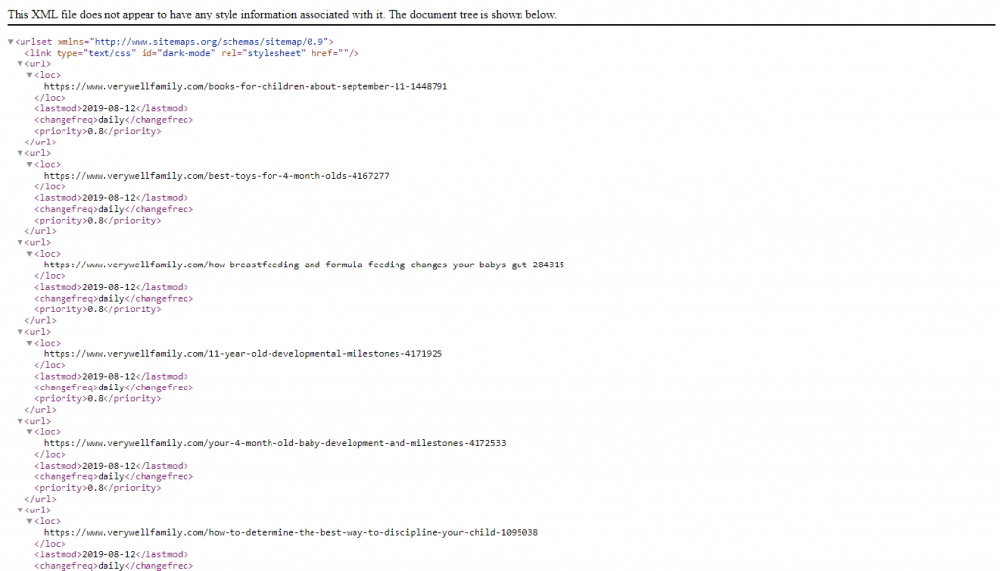 This XML file does not appear to have any style information associated with it. The document tree is shown below.
▼<urlset xmlns="http://www.sitemaps.org/schemas/sitemap/0.9">
<link type="text/css" id="dark-mode" rel="stylesheet" href=""/>
▼<url>
▼<loc>
https://www.verywellfamily.com/books-for-children-about-september-11-1448791
</loc>
<lastmod>2019-08-12</lastmod>
<changefreq>daily</changefreq>
<priority>0.8</priority>
</url>
▼<url>
▼<loc>
https://www.verywellfamily.com/best-toys-for-4-month-olds-4167277
</loc>
<lastmod>2019-08-12</lastmod>
<changefreq>daily</changefreq>
<priority>0.8</priority>
</url>
▼<url>
▼<loc>
https://www.verywellfamily.com/how-breastfeeding-and-formula-feeding-changes-your-babys-gut-284315
</loc>
<lastmod>2019-08-12</lastmod>
<changefreq>daily</changefreq>
<priority>0.8</priority>
</url>
▼<url>
▼<loc>
https://www.verywellfamily.com/11-year-old-developmental-milestones-4171925
</loc>
<lastmod>2019-08-12</lastmod>
<changefreq>daily</changefreq>
<priority>0.8</priority>
</url>
▼<url>
▼<loc>
https://www.verywellfamily.com/your-4-month-old-baby-development-and-milestones-4172533
</loc>
<lastmod>2019-08-12</lastmod>
<changefreq>daily</changefreq>
<priority>0.8</priority>
</url>
▼<url>
▼<loc>
https://www.verywellfamily.com/how-to-determine-the-best-way-to-discipline-your-child-1095038
</loc>
<lastmod>2019-08-12</lastmod>
<changefreq>daily</changefreq>